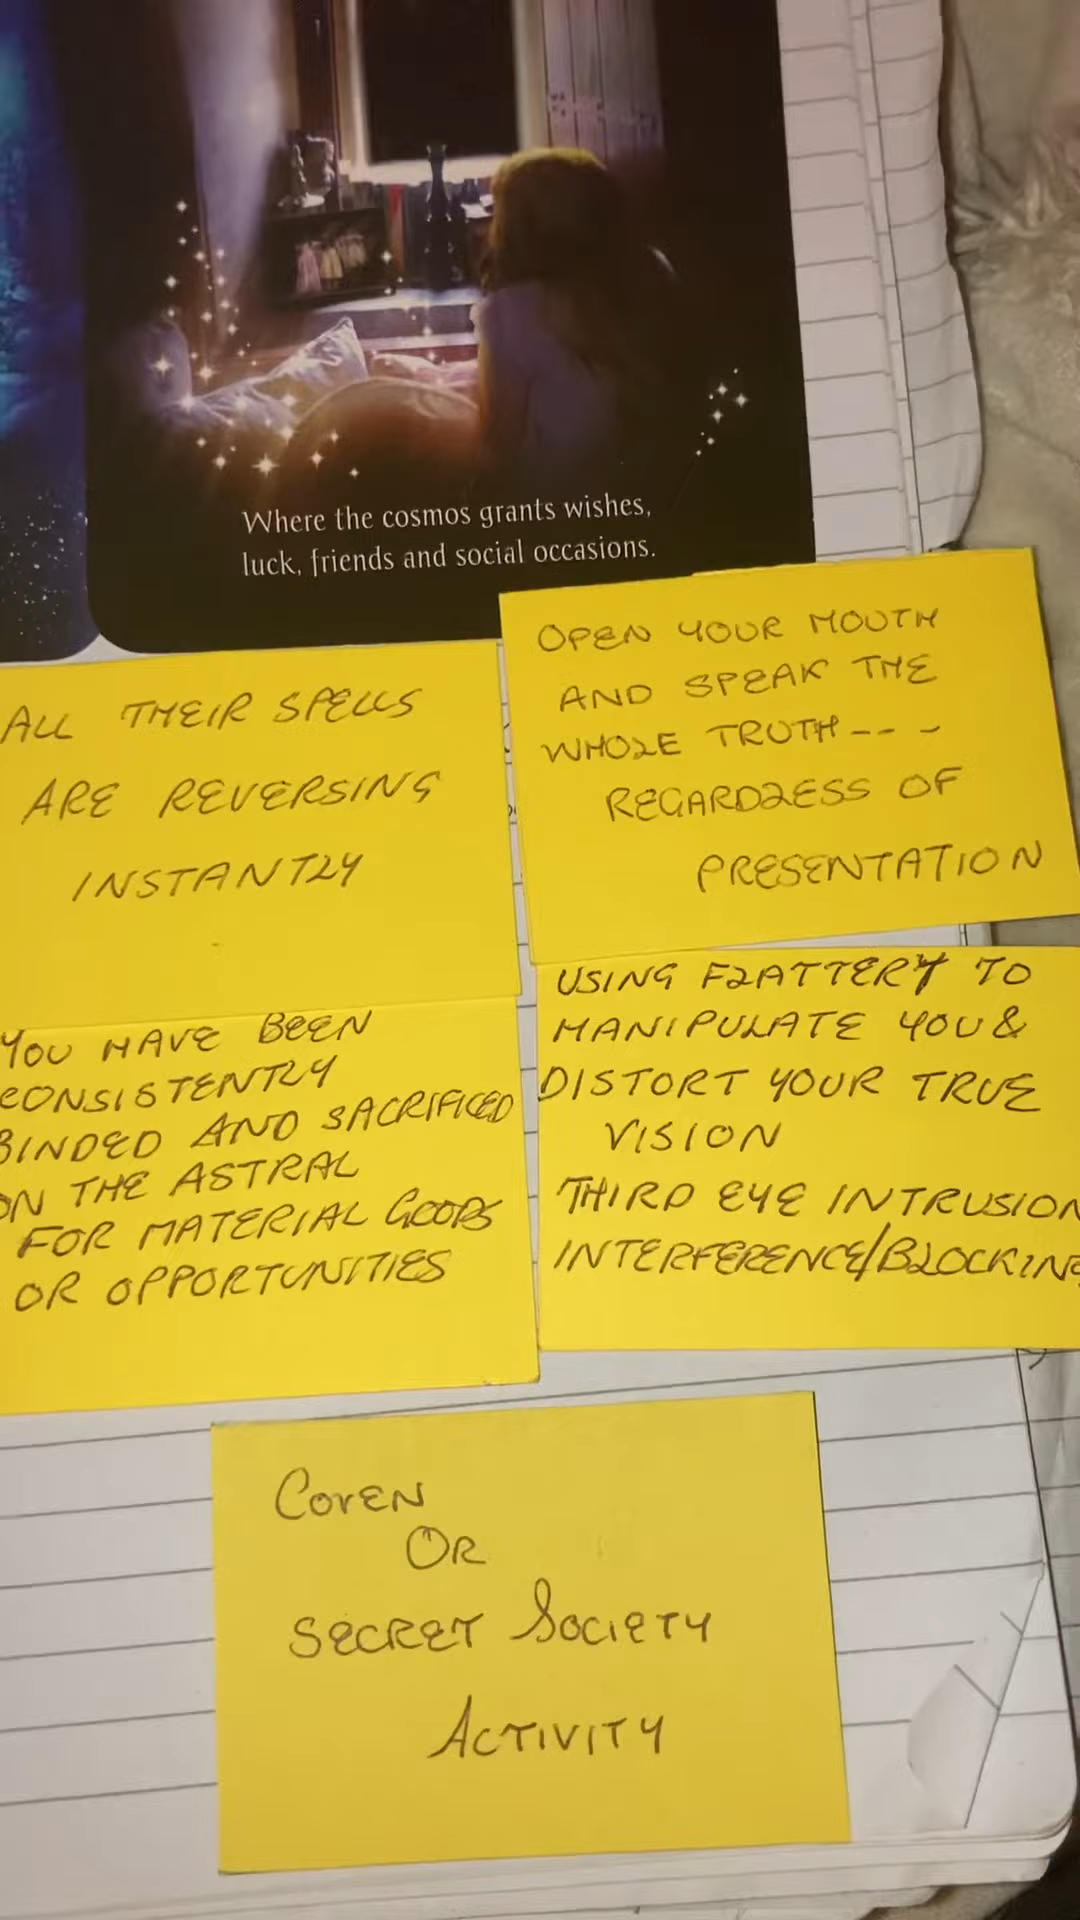 Where the cosmos grants wishes,
luck, friends and social occasions.
ALL THEIR SPELLS
ARE REVERSING
INSTANTLY
OPEN YOUR MOUTH
AND SPEAK THE
WHOLE TRUTH---
REGARDLESS OF
PRESENTATION
YOU HAVE BEEN
CONSISTENTLY
BINDED AND SACRIFICED
ON THE ASTRAL
FOR MATERIAL GOODS
OR OPPORTUNITIES
USING FLATTERY TO
MANIPULATE YOU &
DISTORT YOUR TRUE
VISION
THIRD EYE INTRUSION
INTERFERENCE/BLOCKING
COVEN
OR
SECRET SOCIETY
ACTIVITY